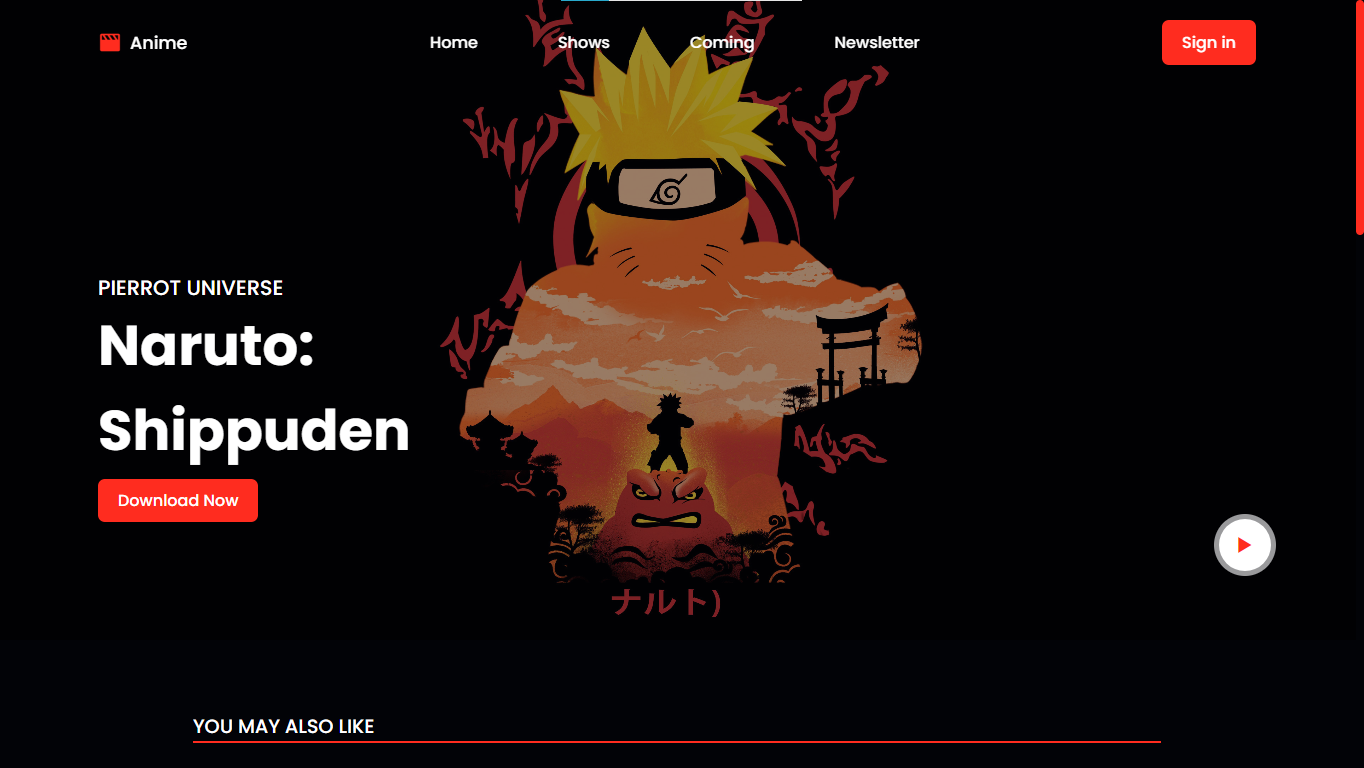 Anime
Home
Shows
Coming
Newsletter
Sign in
PIERROT UNIVERSE
Naruto:
Shippuden
Download Now
ナルト)
YOU MAY ALSO LIKE